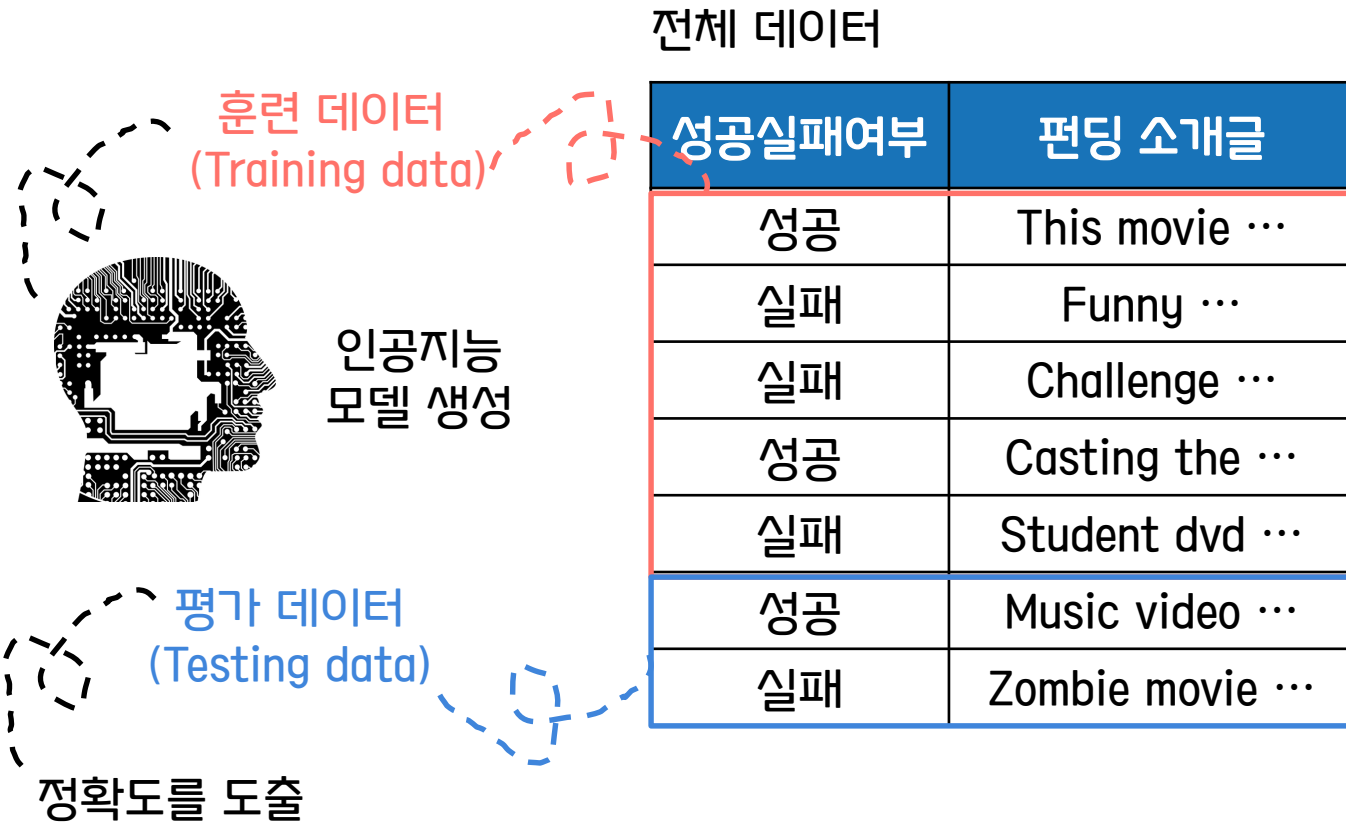 전체 데이터
훈련 데이터
(Training data)
성공실패여부 펀딩 소개글
성공 This movie …
실패 Funny …
실패 Challenge …
성공 Casting the …
실패 Student dvd …
성공 Music video …
실패 Zombie movie …
인공지능
모델 생성
평가 데이터
(Testing data)
정확도를 도출